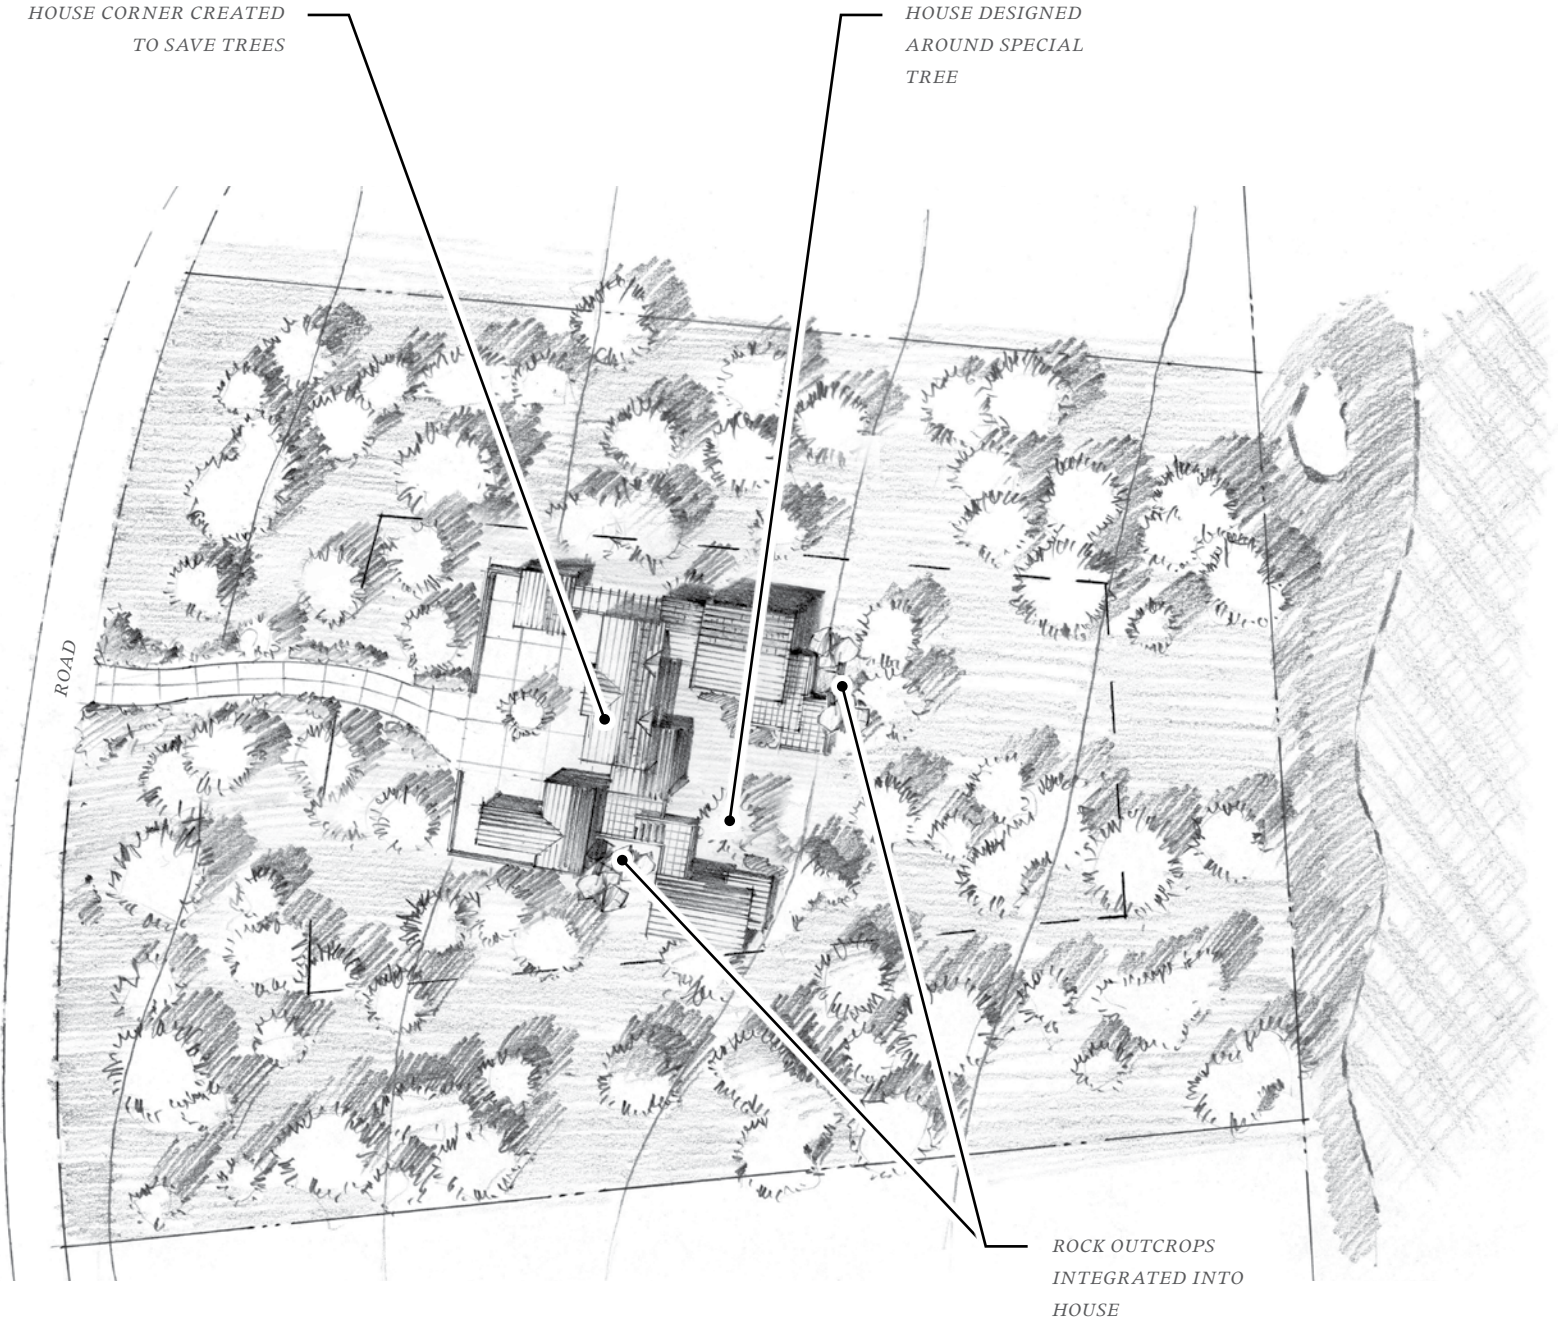 HOUSE CORNER CREATED
TO SAVE TREES
HOUSE DESIGNED
AROUND SPECIAL
TREE
ROAD
ROCK OUTCROPS
INTEGRATED INTO
HOUSE